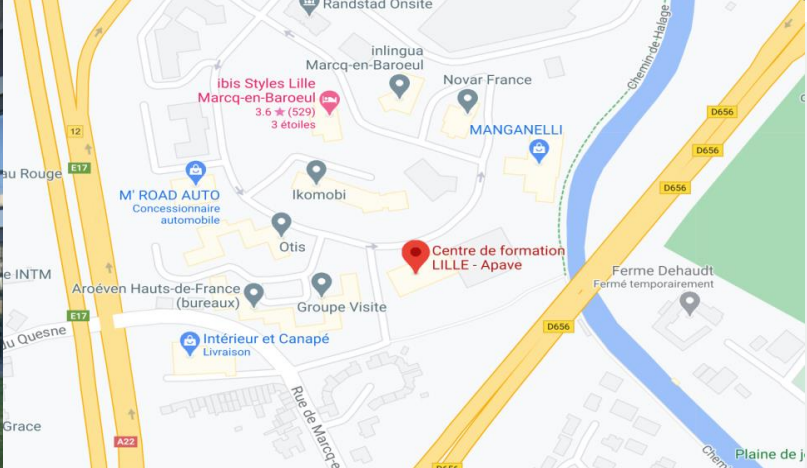 Randstad Onsite
inlingua
Marcq-en-Baroeul
ibis Styles Lille
Marcq-en-Baroeul
3.6 ★ (529)
3 étoiles
Novar France
Chemin de Halage
MANGANELLI
D656
D656
D656
12
E17
au Rouge
M' ROAD AUTO
Concessionnaire
automobile
Ikomobi
Otis
Centre de formation
LILLE - Apave
Ferme Dehaudt
Fermé temporairement
e INTM
Aroéven Hauts-de-France
(bureaux)
Groupe Visite
E17
D656
du Quesne
Intérieur et Canapé
Livraison
Rue de Marcq-e
Grace
A22
D656
Chem
Plaine de j